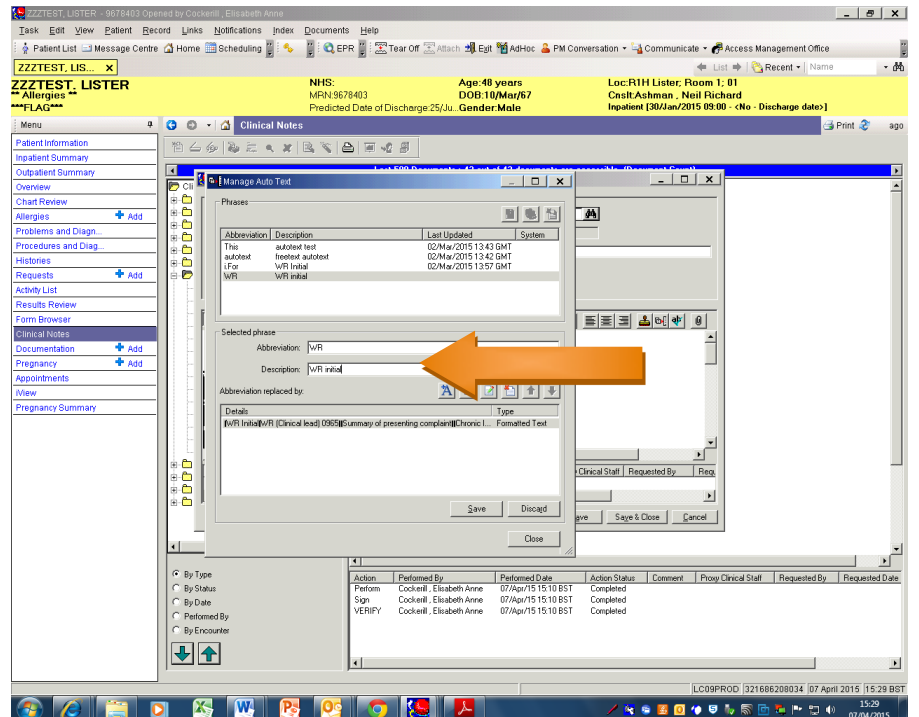 ZZZTEST, LISTER - 9678403 Opened by Cockerill , Elisabeth Anne
Task Edit View Patient Record Links Notifications Index Documents Help
Patient List Message Centre Home Scheduling EPR Tear Off Attach Exit AdHoc PM Conversation Communicate Access Management Office
ZZZTEST, LIS... List Recent Name
ZZZTEST, LISTER NHS: Age:48 years Loc:R1H Lister; Room 1; 01
** Allergies ** MRN:9678403 DOB:10/Mar/67 Cnslt:Ashman , Neil Richard
***FLAG*** Predicted Date of Discharge:25/Ju... Gender:Male Inpatient [30/Jan/2015 09:00 - <No - Discharge date>]
Menu Clinical Notes Print ago
Patient Information
Inpatient Summary
Outpatient Summary
Overview
Chart Review
Allergies Add
Problems and Diagn...
Procedures and Diag...
Histories
Requests Add
Activity List
Results Review
Form Browser
Clinical Notes
Documentation Add
Pregnancy Add
Appointments
iView
Pregnancy Summary
Cli
Manage Auto Text
Phrases
Abbreviation Description Last Updated System
This autotext test 02/Mar/2015 13:43 GMT
autotext freetext autotext 02/Mar/2015 13:42 GMT
i.For WR Initial 02/Mar/2015 13:57 GMT
WR WR initial
Selected phrase
Abbreviation: WR
Description: WR initial
Abbreviation replaced by:
Details Type
WR Initial WR (Clinical lead) 0965 Summary of presenting complaint Chronic I... Formatted Text
Save Discard
Close
Clinical Staff Requested By Requ
ave Save & Close Cancel
By Type
By Status
By Date
Performed By
By Encounter
Action Performed By Performed Date Action Status Comment Proxy Clinical Staff Requested By Requested Date
Perform Cockerill , Elisabeth Anne 07/Apr/15 15:10 BST Completed
Sign Cockerill , Elisabeth Anne 07/Apr/15 15:10 BST Completed
VERIFY Cockerill , Elisabeth Anne 07/Apr/15 15:10 BST Completed
LC09PROD 321686208034 07 April 2015 15:29 BST
15:29
07/04/2015